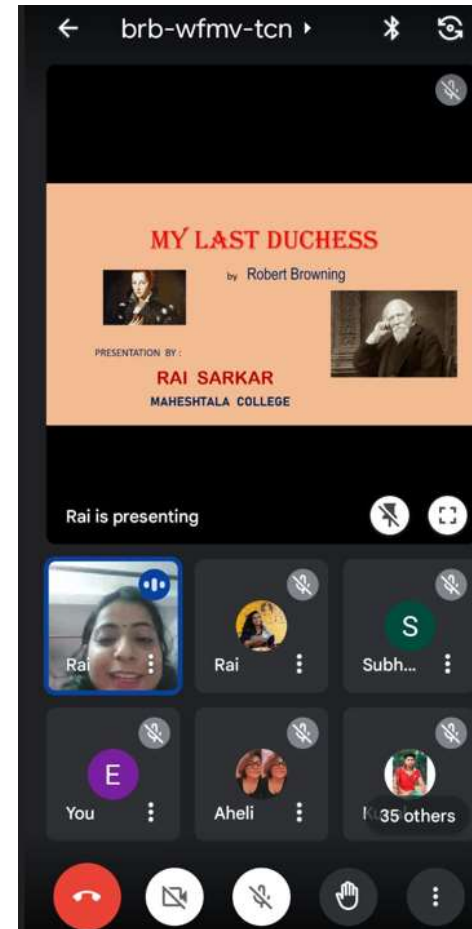 brb-wfmv-tcn
MY LAST DUCHESS
by Robert Browning
PRESENTATION BY :
RAI SARKAR
MAHESHTALA COLLEGE
Rai is presenting
Rai
Rai
S
Subh...
E
You
Aheli
35 others